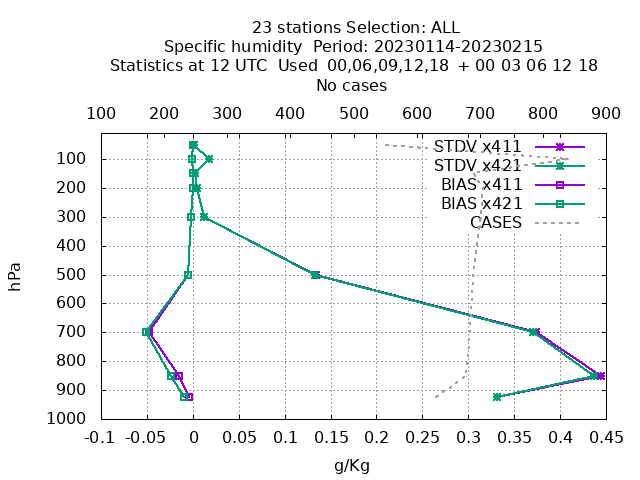 23 stations Selection: ALL
Specific humidity  Period: 20230114-20230215
Statistics at 12 UTC  Used  00,06,09,12,18  + 00 03 06 12 18
No cases
100 200 300 400 500 600 700 800 900
STDV x411
STDV x421
BIAS x411
BIAS x421
CASES
hPa
100
200
300
400
500
600
700
800
900
1000
-0.1 -0.05 0 0.05 0.1 0.15 0.2 0.25 0.3 0.35 0.4 0.45
g/Kg